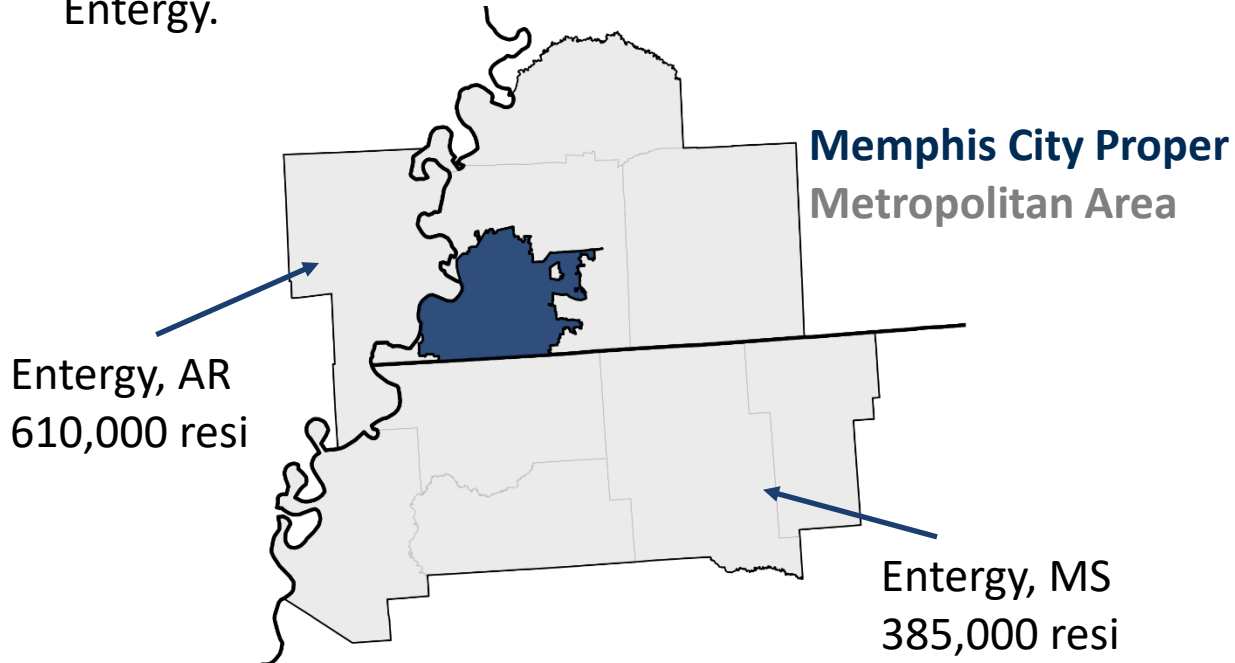 Entergy.
Memphis City Proper
Metropolitan Area
Entergy, AR
610,000 resi
Entergy, MS
385,000 resi